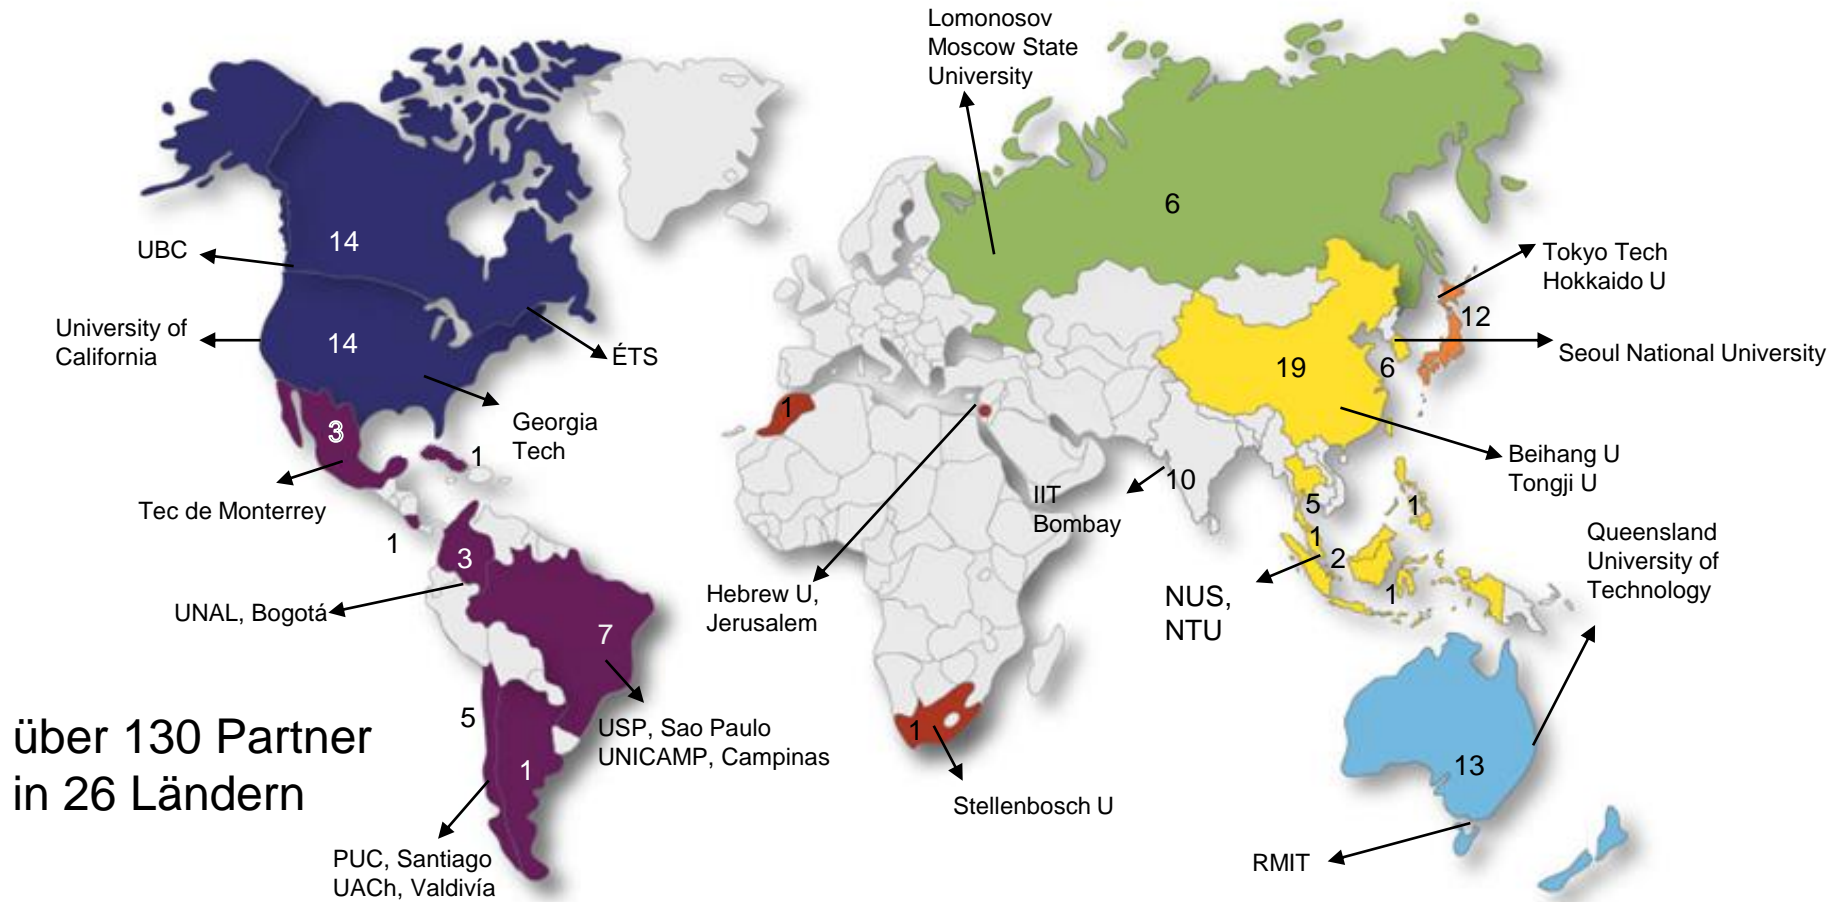 Lomonosov
Moscow State
University
6
14
UBC
Tokyo Tech
Hokkaido U
12
University of
California
14
ÉTS
Seoul National University
19
6
1
Georgia
Tech
3
1
Beihang U
Tongji U
Tec de Monterrey
10
IIT
Bombay
5
1
1
3
1
2
1
Queensland
University of
Technology
UNAL, Bogotá
Hebrew U,
Jerusalem
NUS,
NTU
7
5
USP, Sao Paulo
UNICAMP, Campinas
über 130 Partner
in 26 Ländern
1
1
13
Stellenbosch U
PUC, Santiago
UACh, Valdivía
RMIT